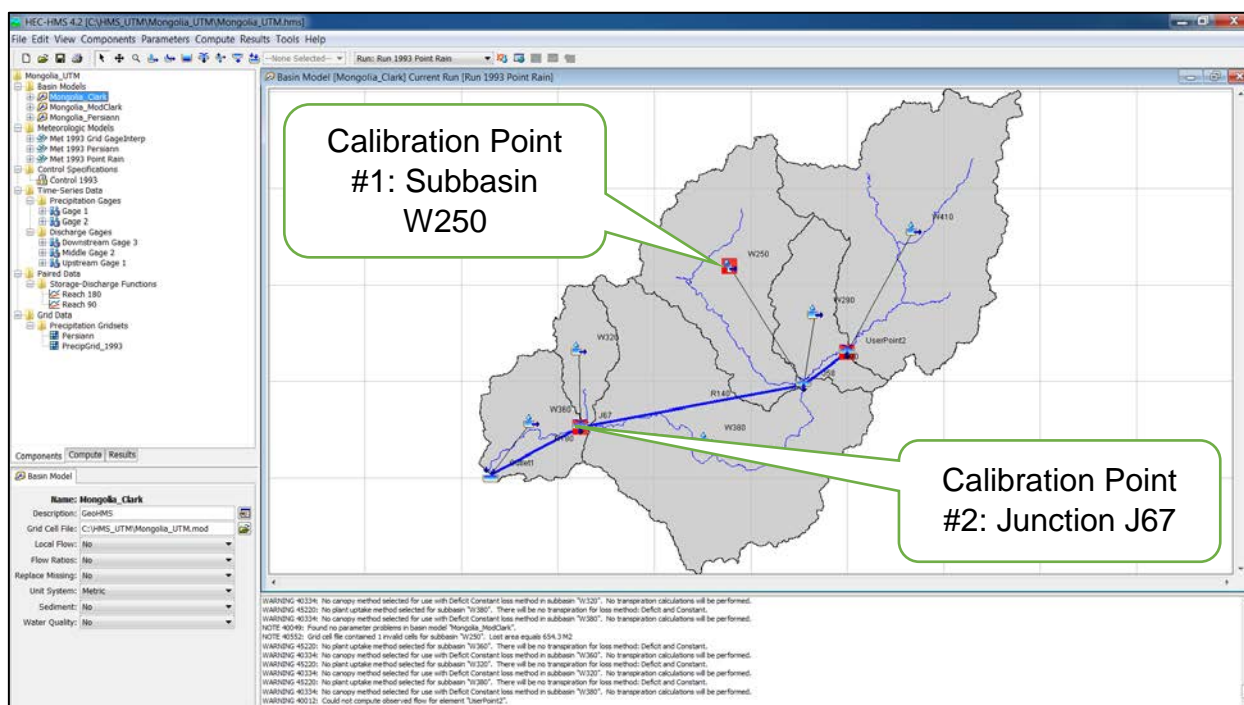 HEC-HMS 4.2 [C:\HMS_UTM\Mongolia_UTM\Mongolia_UTM.hms]
File Edit View Components Parameters Compute Results Tools Help
--None Selected-- Run: Run 1993 Point Rain
Mongolia_UTM
Basin Models
Mongolia_Clark
Mongolia_ModClark
Mongolia_Persiann
Meteorologic Models
Met 1993 Grid GageInterp
Met 1993 Persiann
Met 1993 Point Rain
Control Specifications
Control 1993
Time-Series Data
Precipitation Gages
Gage 1
Gage 2
Discharge Gages
Downstream Gage 3
Middle Gage 2
Upstream Gage 1
Paired Data
Storage-Discharge Functions
Reach 180
Reach 90
Grid Data
Precipitation Gridsets
Persiann
PrecipGrid_1993
Components Compute Results
Basin Model
Name: Mongolia_Clark
Description: GeoHMS
Grid Cell File: C:\HMS_UTM\Mongolia_UTM.mod
Local Flow: No
Flow Ratios: No
Replace Missing: No
Unit System: Metric
Sediment: No
Water Quality: No
Basin Model [Mongolia_Clark] Current Run [Run 1993 Point Rain]
Calibration Point
#1: Subbasin
W250
W410
W250
W290
UserPoint2
W320
R140
W360
J67
W380
Calibration Point
#2: Junction J67
WARNING 40334: No canopy method selected for use with Deficit Constant loss method in subbasin "W320". No transpiration calculations will be performed.
WARNING 45220: No plant uptake method selected for subbasin "W380". There will be no transpiration for loss method: Deficit and Constant.
WARNING 40334: No canopy method selected for use with Deficit Constant loss method in subbasin "W380". No transpiration calculations will be performed.
NOTE 40049: Found no parameter problems in basin model "Mongolia_ModClark".
NOTE 40552: Grid cell file contained 1 invalid cells for subbasin "W250". Lost area equals 654.3 M2
WARNING 45220: No plant uptake method selected for subbasin "W360". There will be no transpiration for loss method: Deficit and Constant.
WARNING 40334: No canopy method selected for use with Deficit Constant loss method in subbasin "W360". No transpiration calculations will be performed.
WARNING 45220: No plant uptake method selected for subbasin "W320". There will be no transpiration for loss method: Deficit and Constant.
WARNING 40334: No canopy method selected for use with Deficit Constant loss method in subbasin "W320". No transpiration calculations will be performed.
WARNING 45220: No plant uptake method selected for subbasin "W380". There will be no transpiration for loss method: Deficit and Constant.
WARNING 40334: No canopy method selected for use with Deficit Constant loss method in subbasin "W380". No transpiration calculations will be performed.
WARNING 40012: Could not compute observed flow for element "UserPoint2".